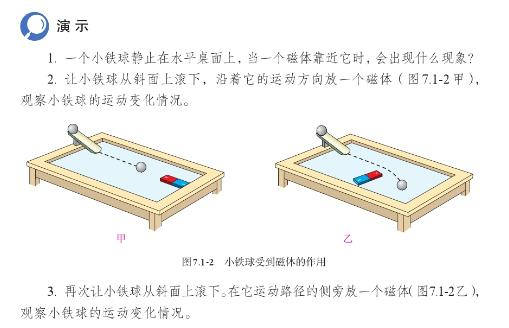 演示
1. 一个小铁球静止在水平桌面上，当一个磁体靠近它时，会出现什么现象？
2. 让小铁球从斜面上滚下，沿着它的运动方向放一个磁体（图7.1-2甲），
观察小铁球的运动变化情况。
甲 乙
图7.1-2 小铁球受到磁体的作用
3. 再次让小铁球从斜面上滚下。在它运动路径的侧旁放一个磁体（图7.1-2乙），
观察小铁球的运动变化情况。